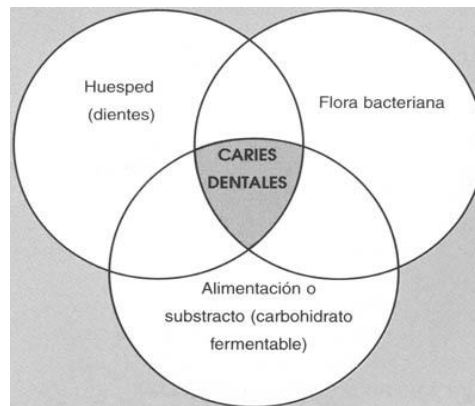 Huesped
(dientes)
Flora bacteriana
CARIES
DENTALES
Alimentación o
substracto (carbohidrato
fermentable)